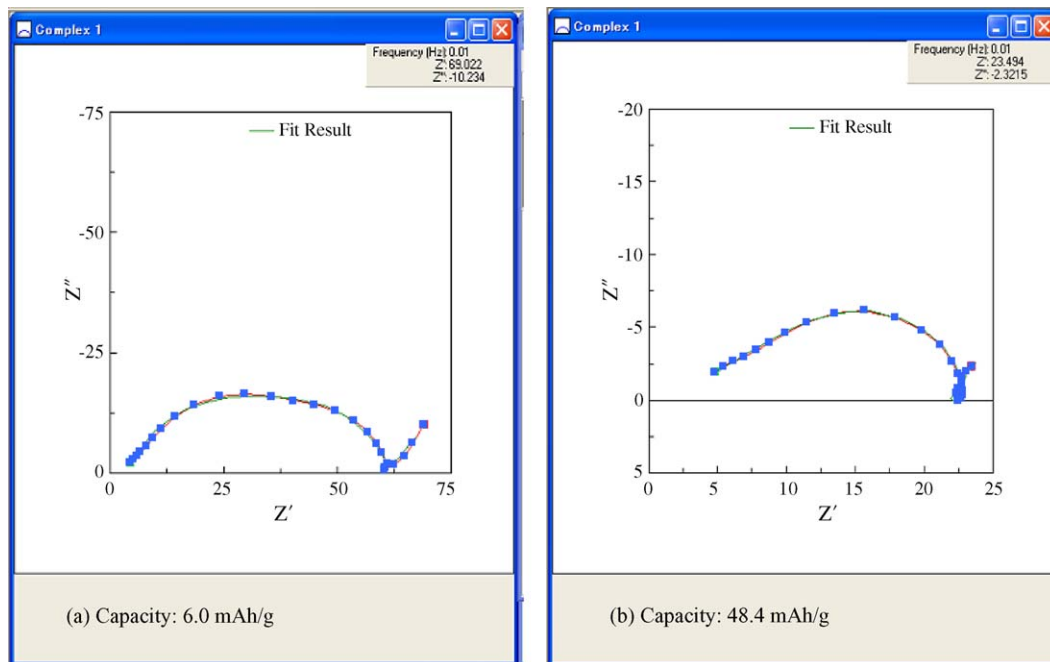 Complex 1
Frequency (Hz): 0.01
Z': 69.022
Z'': -10.234
-75
Fit Result
-50
Z″
-25
0
0 25 50 75
Z′
(a) Capacity: 6.0 mAh/g
Complex 1
Frequency (Hz): 0.01
Z': 23.494
Z'': -2.3215
-20
Fit Result
-15
-10
Z″
-5
0
5
0 5 10 15 20 25
Z′
(b) Capacity: 48.4 mAh/g